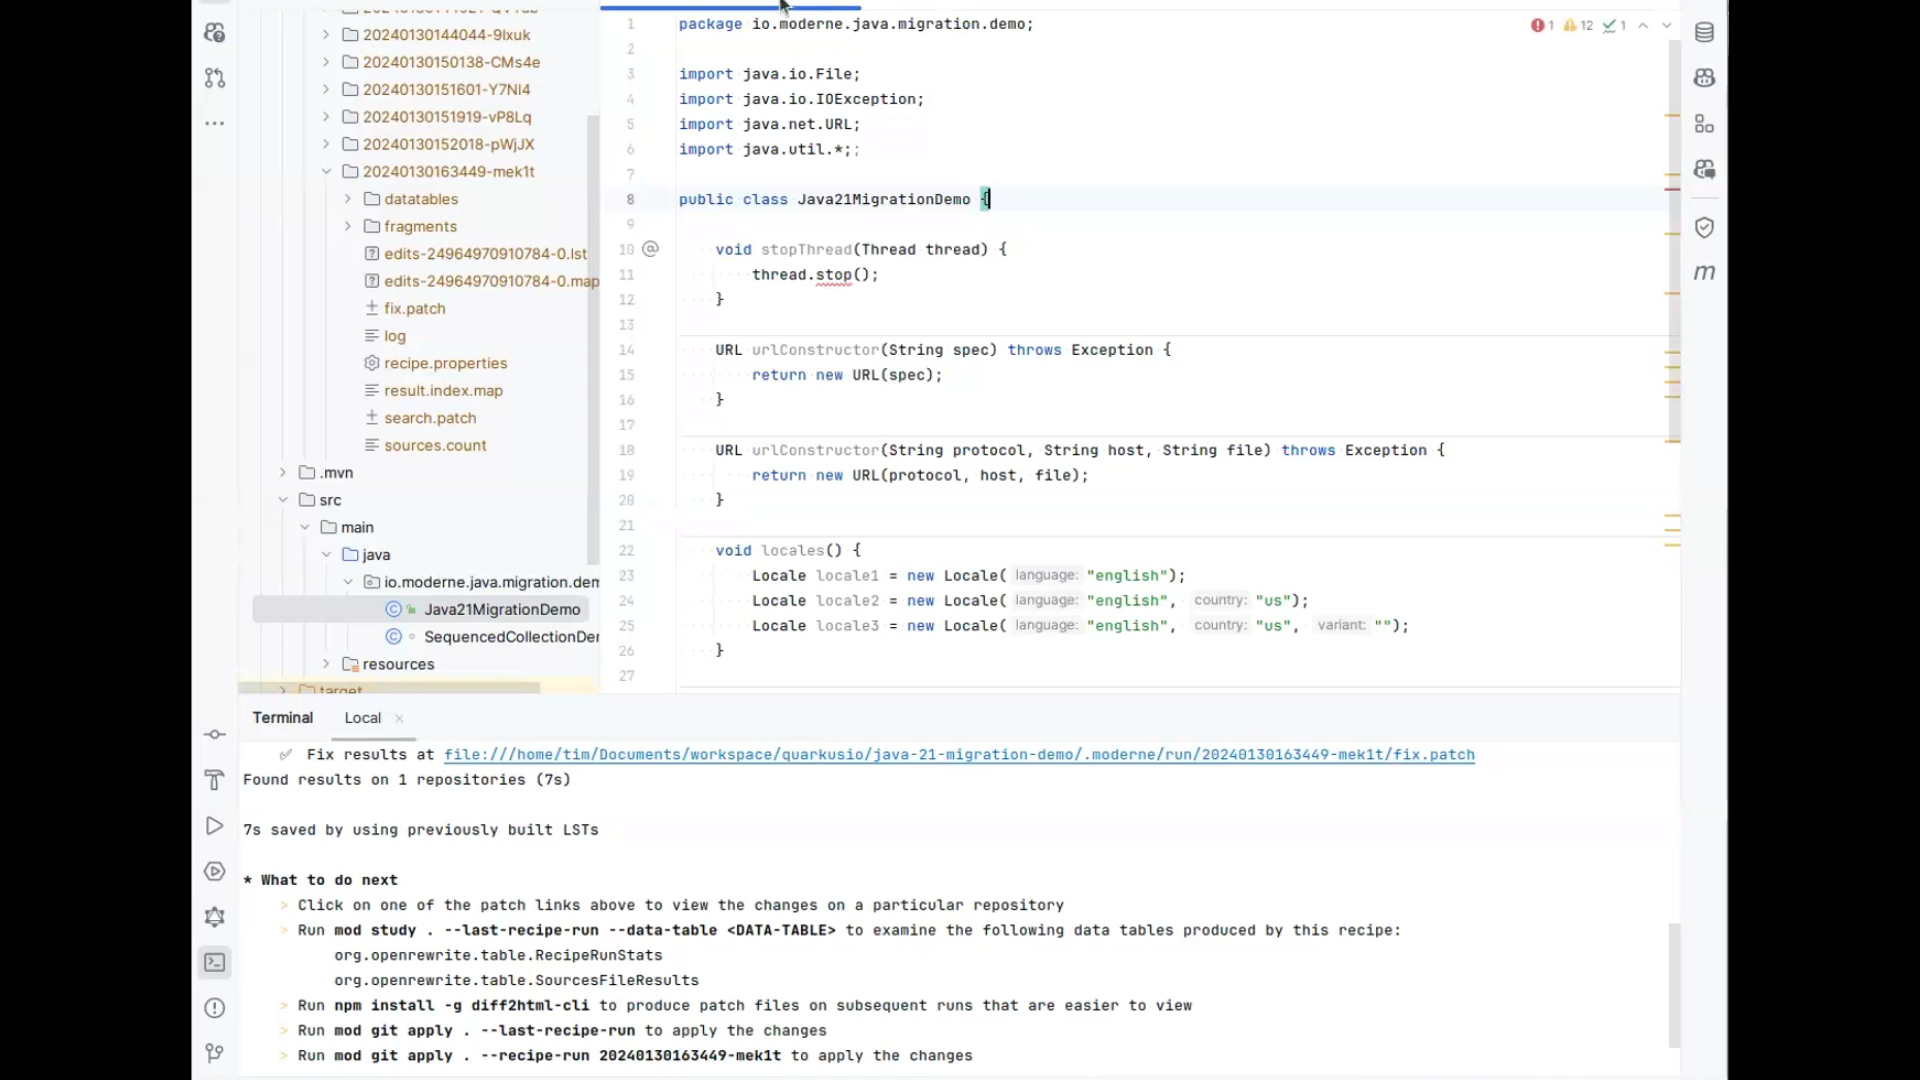 20240130144044-9lxuk
20240130150138-CMs4e
20240130151601-Y7Nl4
20240130151919-vP8Lq
20240130152018-pWjJX
20240130163449-mek1t
datatables
fragments
edits-24964970910784-0.lst
edits-24964970910784-0.map
fix.patch
log
recipe.properties
result.index.map
search.patch
sources.count
.mvn
src
main
java
io.moderne.java.migration.dem
Java21MigrationDemo
SequencedCollectionDer
resources
target
1 package io.moderne.java.migration.demo;
1 12 1
2
3 import java.io.File;
4 import java.io.IOException;
5 import java.net.URL;
6 import java.util.*;;
7
8 public class Java21MigrationDemo {
9
10 @ void stopThread(Thread thread) {
11 thread.stop();
12 }
13
14 URL urlConstructor(String spec) throws Exception {
15 return new URL(spec);
16 }
17
18 URL urlConstructor(String protocol, String host, String file) throws Exception {
19 return new URL(protocol, host, file);
20 }
21
22 void locales() {
23 Locale locale1 = new Locale( language: "english");
24 Locale locale2 = new Locale( language: "english", country: "us");
25 Locale locale3 = new Locale( language: "english", country: "us", variant: "");
26 }
27
m
Terminal Local ×
✓ Fix results at file:///home/tim/Documents/workspace/quarkusio/java-21-migration-demo/.moderne/run/20240130163449-mek1t/fix.patch
Found results on 1 repositories (7s)
7s saved by using previously built LSTs
* What to do next
> Click on one of the patch links above to view the changes on a particular repository
> Run mod study . --last-recipe-run --data-table <DATA-TABLE> to examine the following data tables produced by this recipe:
org.openrewrite.table.RecipeRunStats
org.openrewrite.table.SourcesFileResults
> Run npm install -g diff2html-cli to produce patch files on subsequent runs that are easier to view
> Run mod git apply . --last-recipe-run to apply the changes
> Run mod git apply . --recipe-run 20240130163449-mek1t to apply the changes